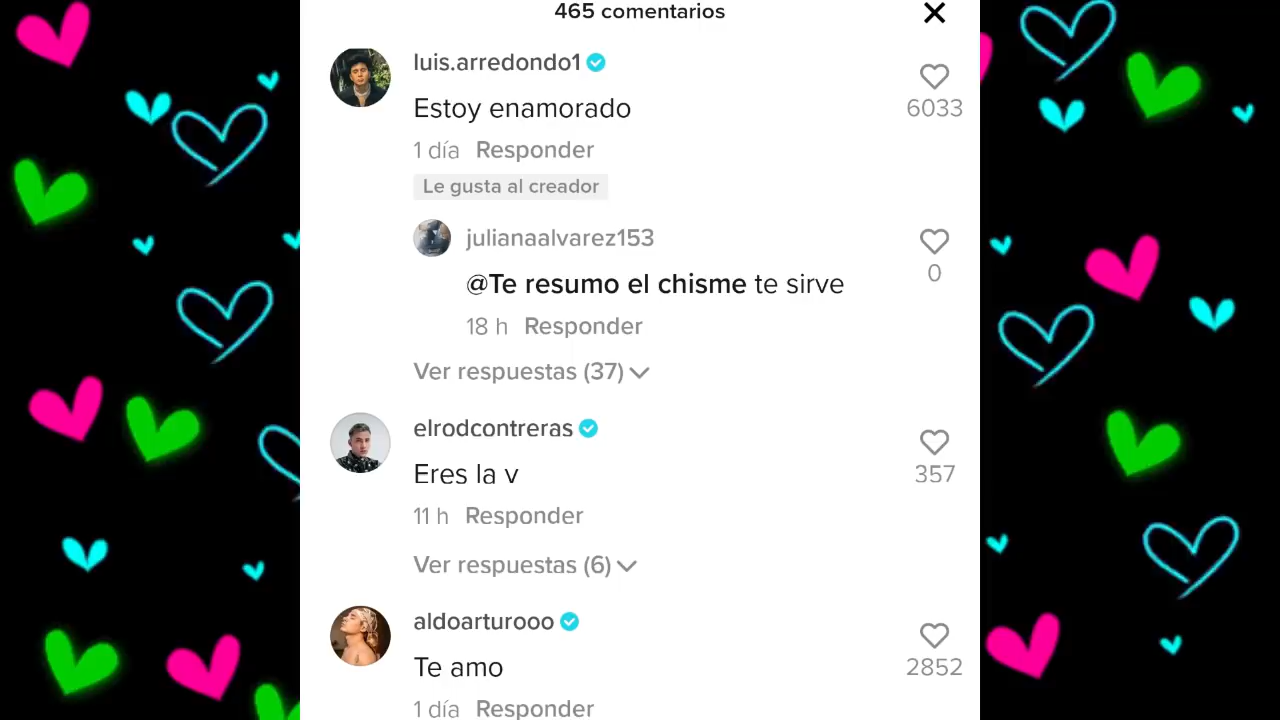 465 comentarios
luis.arredondo1
Estoy enamorado
6033
1 día Responder
Le gusta al creador
julianaalvarez153
@Te resumo el chisme te sirve
0
18 h Responder
Ver respuestas (37)
elrodcontreras
Eres la v
357
11 h Responder
Ver respuestas (6)
aldoarturooo
Te amo
2852
1 día Responder